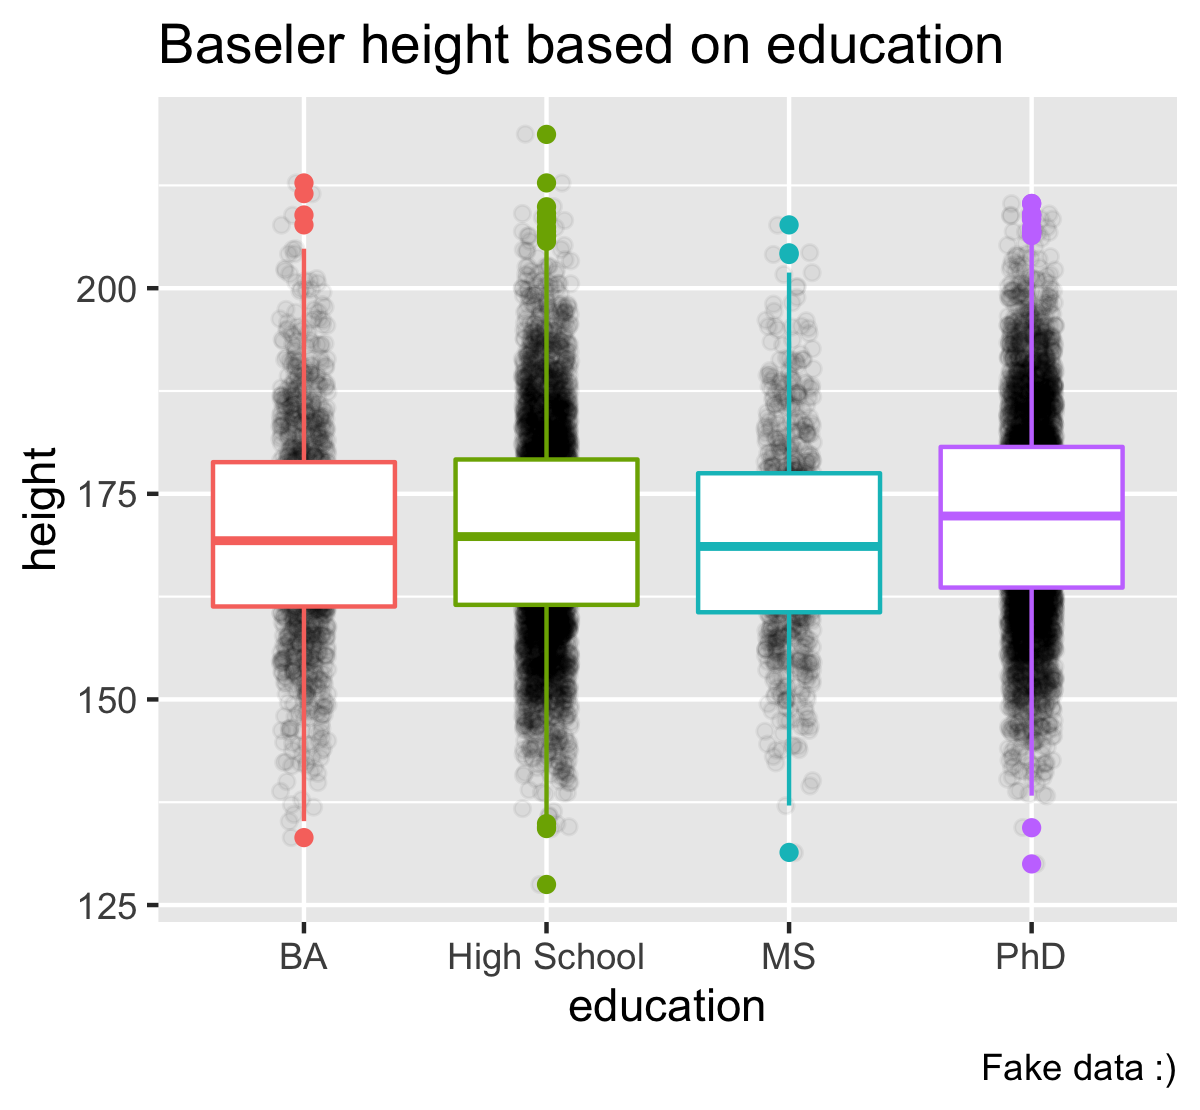 Baseler height based on education
height
200
175
150
125
BA
High School
MS
PhD
education
Fake data :)